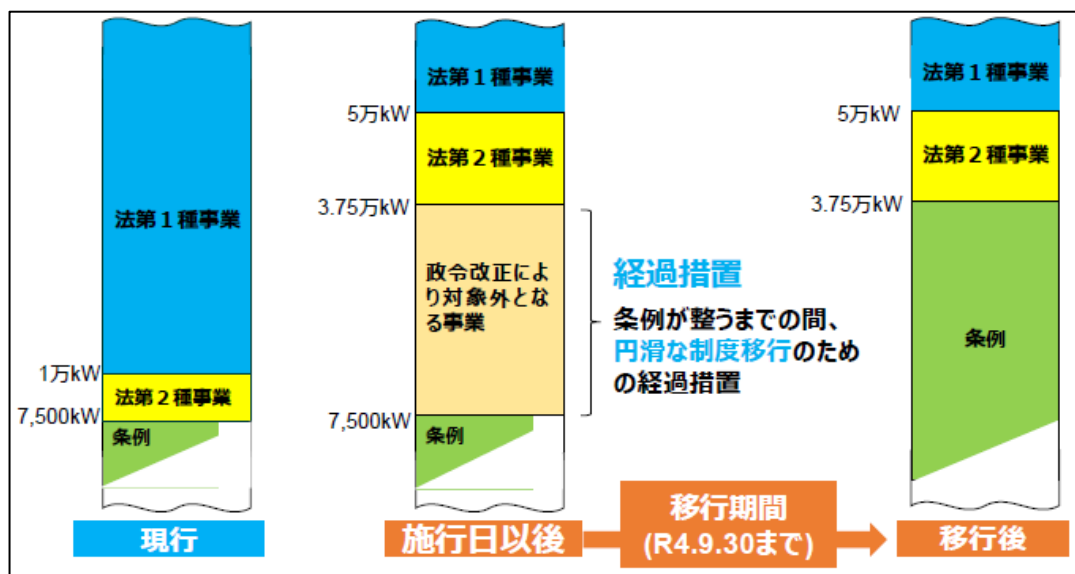 法第１種事業
1万kW
法第２種事業
7,500kW
条例
現行
法第１種事業
5万kW
法第２種事業
3.75万kW
政令改正によ
り対象外とな
る事業
7,500kW
条例
施行日以後
経過措置
条例が整うまでの間、
円滑な制度移行のため
の経過措置
移行期間
(R4.9.30まで)
法第１種事業
5万kW
法第２種事業
3.75万kW
条例
移行後